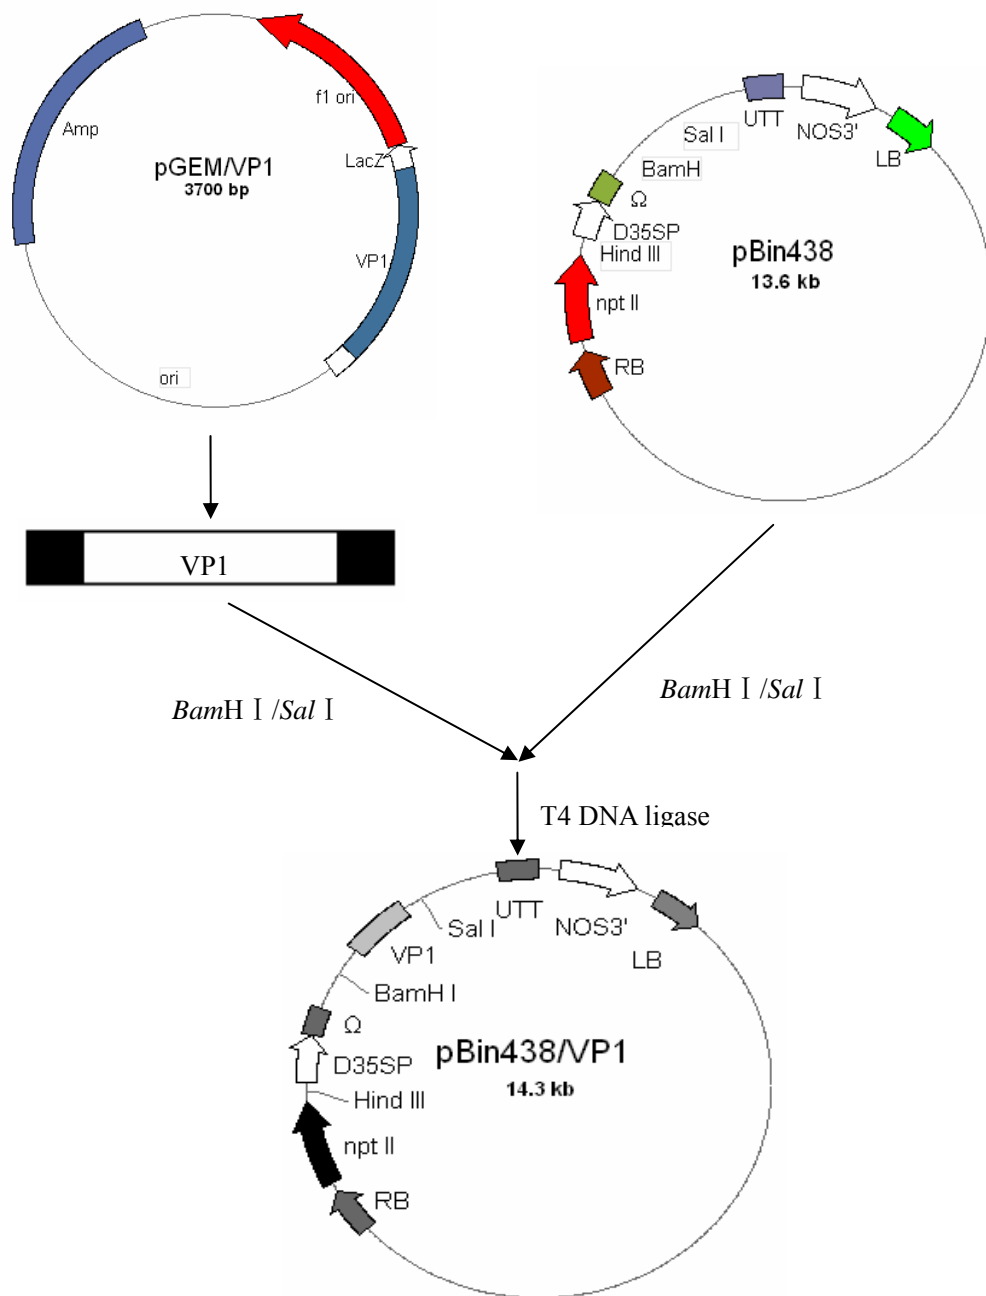 f1 ori
Amp
LacZ
pGEM/VP1
3700 bp
VP1
ori
UTT
NOS3'
Sal I
LB
BamH
Ω
D35SP
Hind III
pBin438
13.6 kb
npt II
RB
VP1
BamH Ⅰ /Sal Ⅰ
BamH Ⅰ /Sal Ⅰ
T4 DNA ligase
UTT
NOS3'
Sal I
LB
VP1
BamH I
Ω
D35SP
pBin438/VP1
14.3 kb
Hind III
npt II
RB